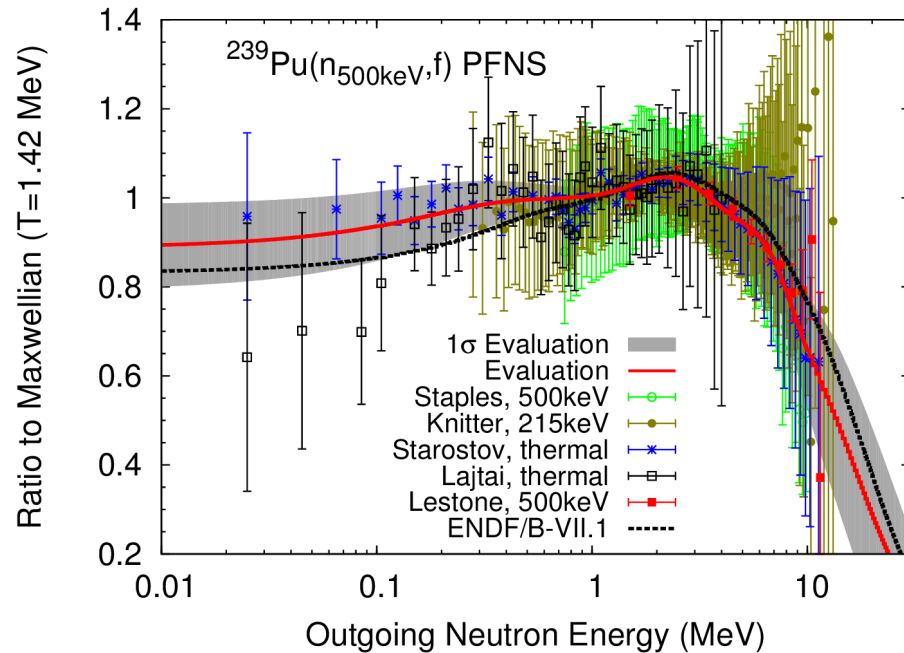 1.4
1.2
1
0.8
0.6
0.4
0.2
0.01
0.1
1
10
Ratio to Maxwellian (T=1.42 MeV)
²³⁹Pu(n₅₀₀ₖₑV,f) PFNS
1σ Evaluation
Evaluation
Staples, 500keV
Knitter, 215keV
Starostov, thermal
Lajtai, thermal
Lestone, 500keV
ENDF/B-VII.1
Outgoing Neutron Energy (MeV)